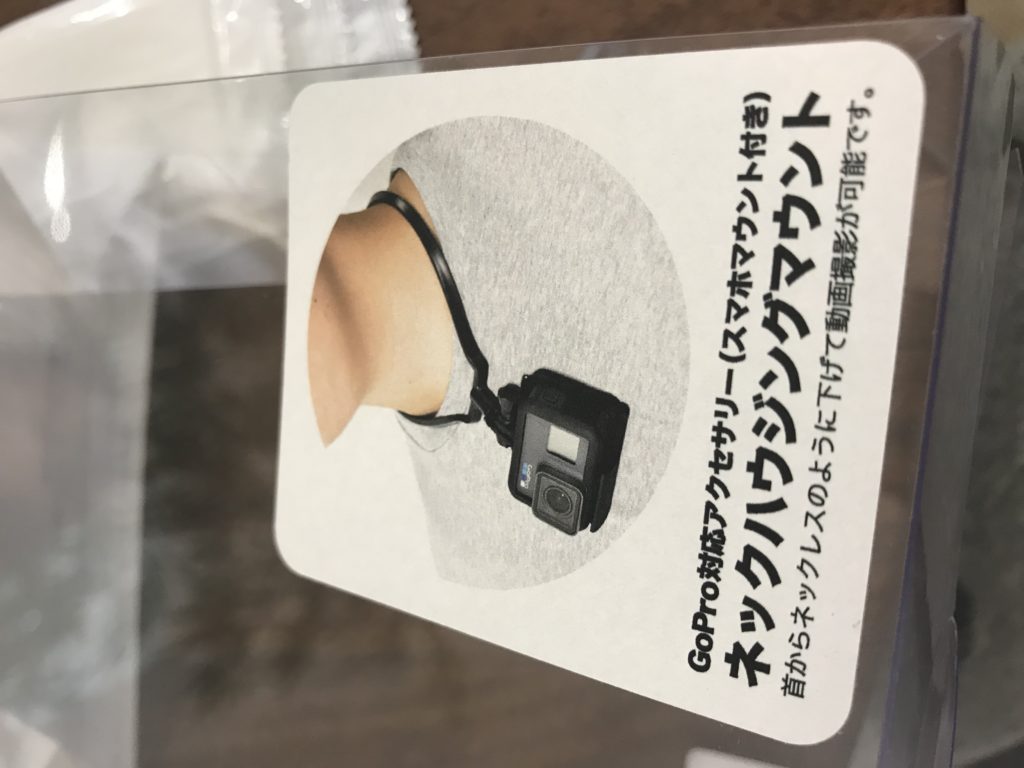 GoPro対応アクセサリー(スマホマウント付き)
ネックハウジングマウント
首からネックレスのように下げて動画撮影が可能です。